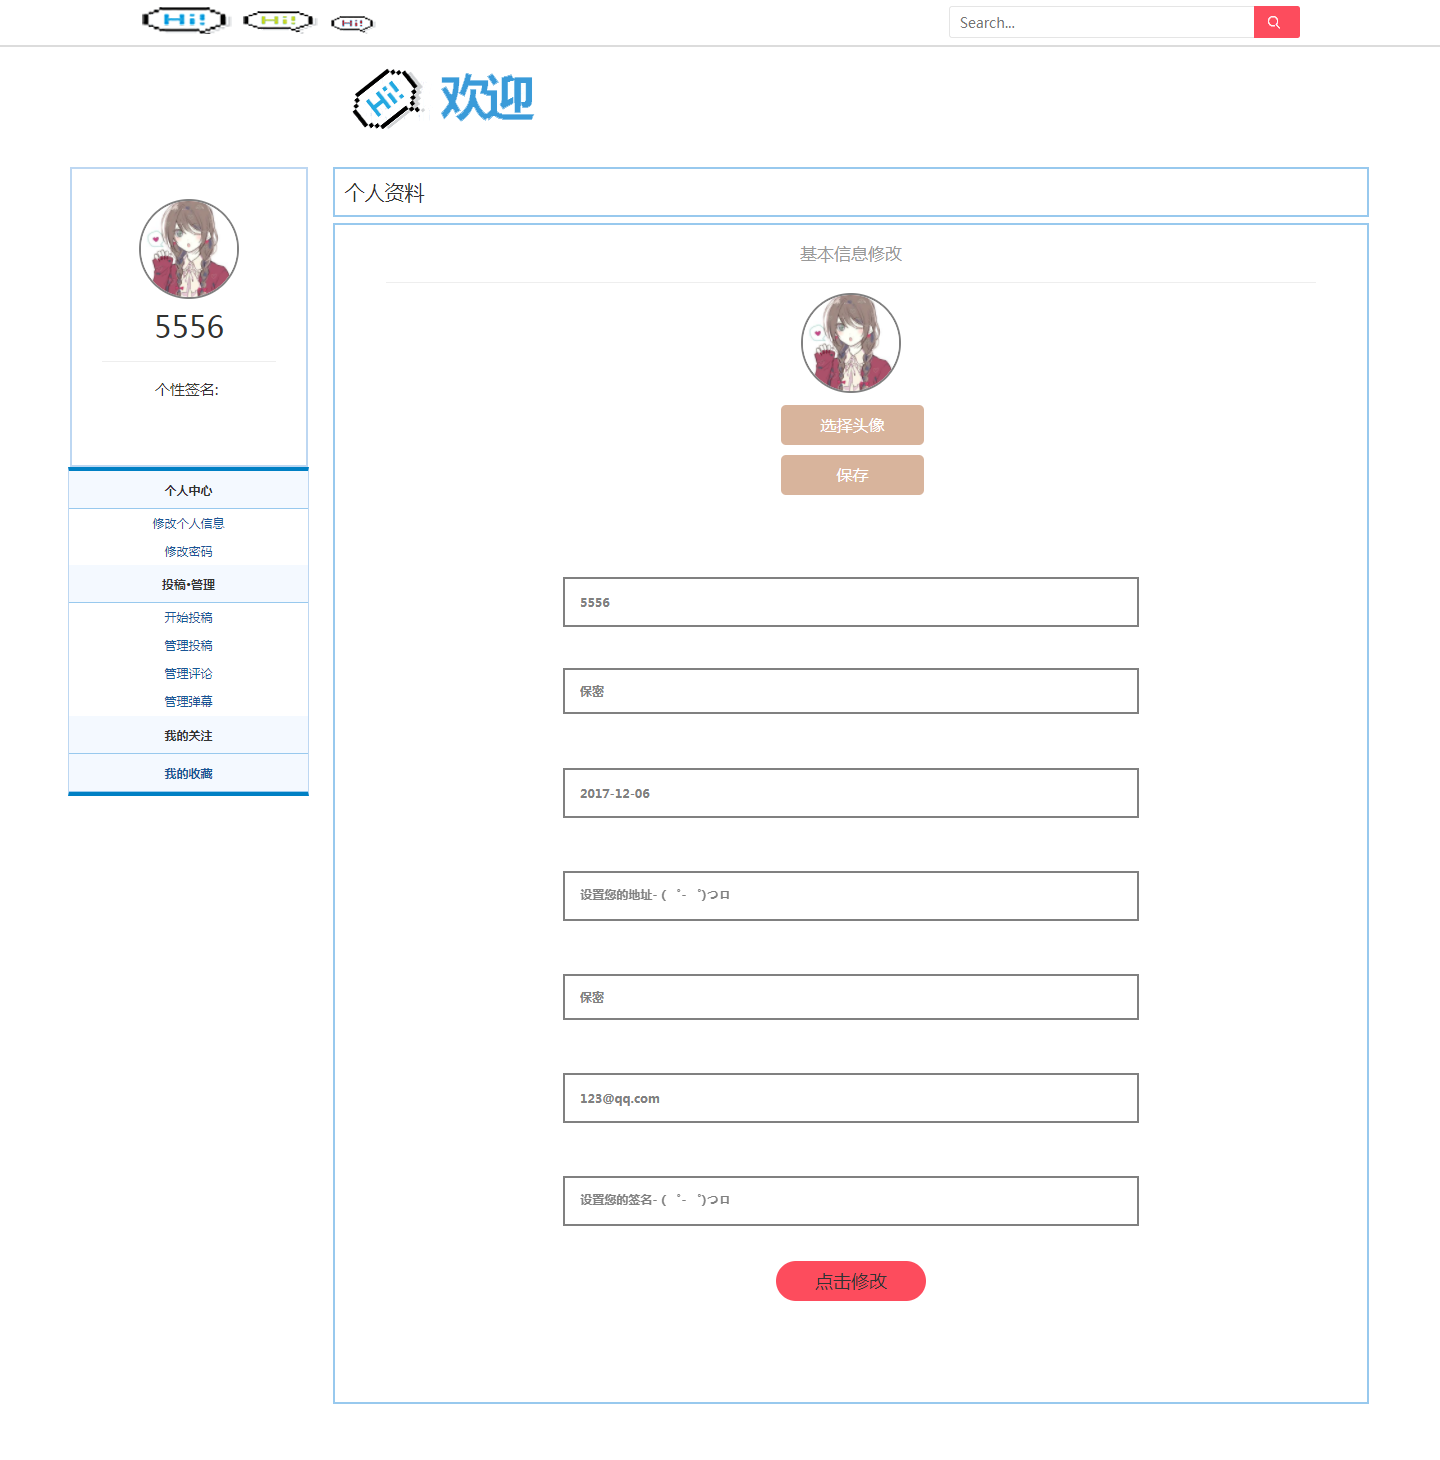 Hi! Hi! Hi!
Search...
Hi! 欢迎
5556
个性签名:
个人中心
修改个人信息
修改密码
投稿•管理
开始投稿
管理投稿
管理评论
管理弹幕
我的关注
我的收藏
个人资料
基本信息修改
选择头像
保存
5556
保密
2017-12-06
设置您的地址- ( ゜- ゜)つロ
保密
123@qq.com
设置您的签名- ( ゜- ゜)つロ
点击修改